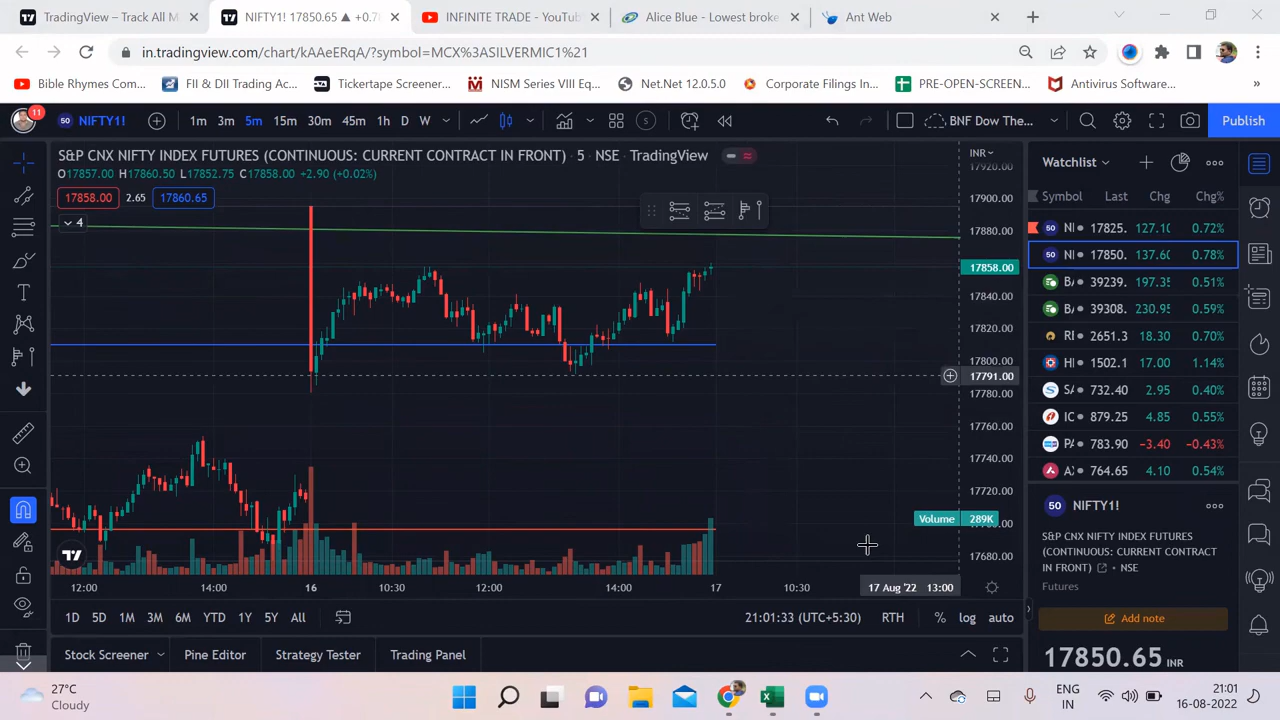 TradingView – Track All M
NIFTY1! 17850.65 ▲ +0.7
INFINITE TRADE - YouTub
Alice Blue - Lowest broke
Ant Web
in.tradingview.com/chart/kAAeERqA/?symbol=MCX%3ASILVERMIC1%21
Bible Rhymes Com...
FII & DII Trading Ac...
Tickertape Screener...
NISM Series VIII Eq...
Net.Net 12.0.5.0
Corporate Filings In...
PRE-OPEN-SCREEN...
Antivirus Software...
»
11
50 NIFTY1!
1m 3m 5m 15m 30m 45m 1h D W
BNF Dow The...
Publish
S&P CNX NIFTY INDEX FUTURES (CONTINUOUS: CURRENT CONTRACT IN FRONT) · 5 · NSE · TradingView
O17857.00 H17860.50 L17852.75 C17858.00 +2.90 (+0.02%)
17858.00 2.65 17860.65
4
INR
17920.00
17900.00
17880.00
17858.00
17840.00
17820.00
17800.00
17791.00
17780.00
17760.00
17740.00
17720.00
Volume 289K
17680.00
12:00 14:00 16 10:30 12:00 14:00 17 10:30 17 Aug '22 13:00
1D 5D 1M 3M 6M YTD 1Y 5Y All
21:01:33 (UTC+5:30) RTH % log auto
Stock Screener Pine Editor Strategy Tester Trading Panel
Watchlist
Symbol Last Chg Chg%
50 NI 17825. 127.10 0.72%
50 NI 17850. 137.60 0.78%
B 39239. 197.35 0.51%
B 39308. 230.95 0.59%
RI 2651.3 18.30 0.70%
HI 1502.1 17.00 1.14%
S 732.40 2.95 0.40%
IC 879.25 4.85 0.55%
P 783.90 −3.40 −0.43%
A 764.65 4.10 0.54%
50 NIFTY1!
S&P CNX NIFTY INDEX FUTURES
(CONTINUOUS: CURRENT CONTRACT
IN FRONT) · NSE
Futures
Add note
17850.65 INR
27°C
Cloudy
ENG
IN
21:01
16-08-2022